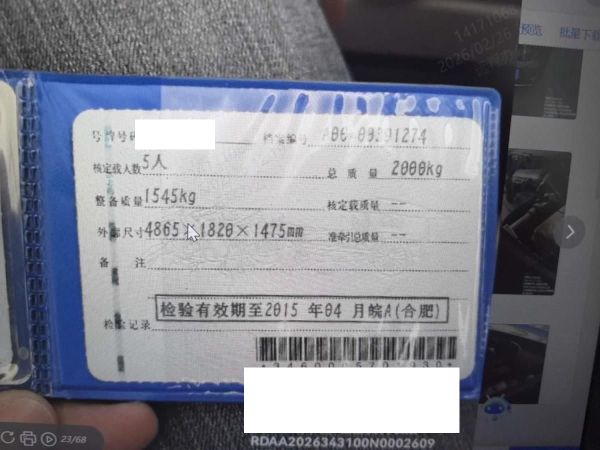 号牌号码
档案编号
核定载人数 5人
总质量 2000kg
整备质量 1545kg
核定载质量 --
外廓尺寸 4865×1820×1475mm
准牵引总质量 --
备注
检验有效期至2015 年04 月皖A(合肥)
检验记录
RDAA2026343100N0002609
23/68
预览